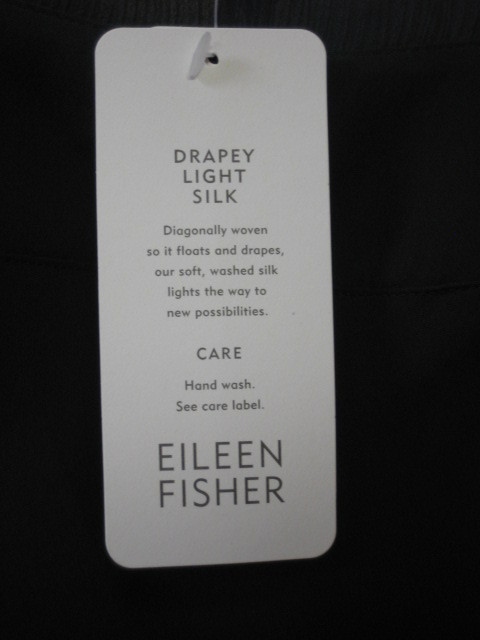 DRAPEY
LIGHT
SILK
Diagonally woven
so it floats and drapes,
our soft, washed silk
lights the way to
new possibilities.
CARE
Hand wash.
See care label.
EILEEN
FISHER